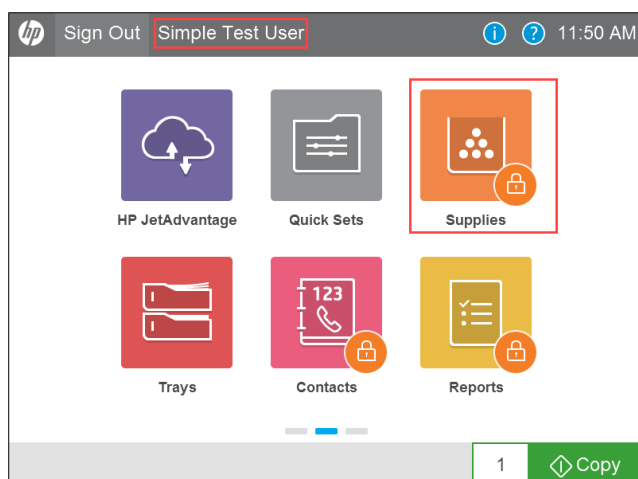 hp Sign Out Simple Test User i ? 11:50 AM
HP JetAdvantage Quick Sets Supplies
123
Trays Contacts Reports
1 Copy